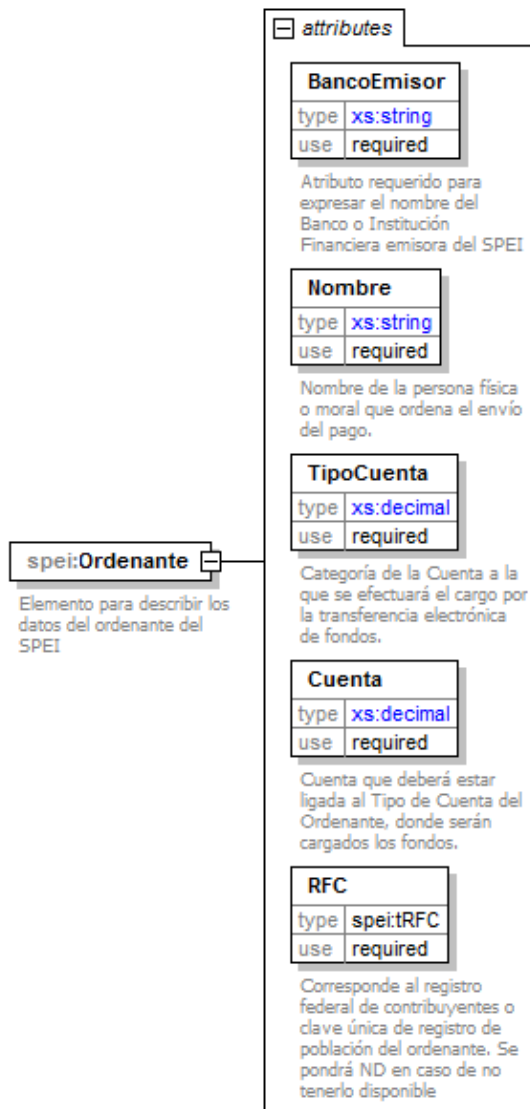 attributes
BancoEmisor
type xs:string
use required
Atributo requerido para
expresar el nombre del
Banco o Institución
Financiera emisora del SPEI
Nombre
type xs:string
use required
Nombre de la persona física
o moral que ordena el envío
del pago.
TipoCuenta
type xs:decimal
use required
Categoría de la Cuenta a la
que se efectuará el cargo por
la transferencia electrónica
de fondos.
spei:Ordenante
Elemento para describir los
datos del ordenante del
SPEI
Cuenta
type xs:decimal
use required
Cuenta que deberá estar
ligada al Tipo de Cuenta del
Ordenante, donde serán
cargados los fondos.
RFC
type spei:tRFC
use required
Corresponde al registro
federal de contribuyentes o
clave única de registro de
población del ordenante. Se
pondrá ND en caso de no
tenerlo disponible